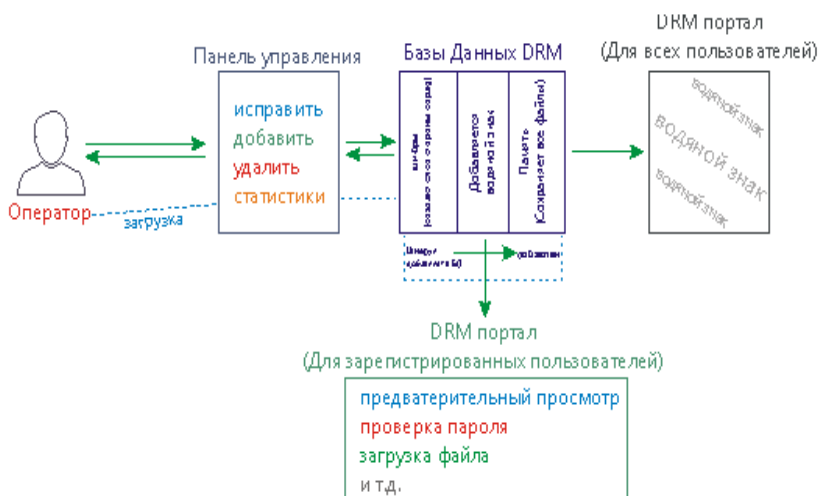 DRM портал
(Для всех пользователей)
Базы Данных DRM
Панель управления
исправить
добавить
удалить
статистики
Оператор
загрузка
шифры
Добавляется
водяной знак
Память
(Сохраняет все файлы)
водяной знак
водяной знак
водяной знак
DRM портал
(Для зарегистрированных пользователей)
предватерительный просмотр
проверка пароля
загрузка файла
и т.д.